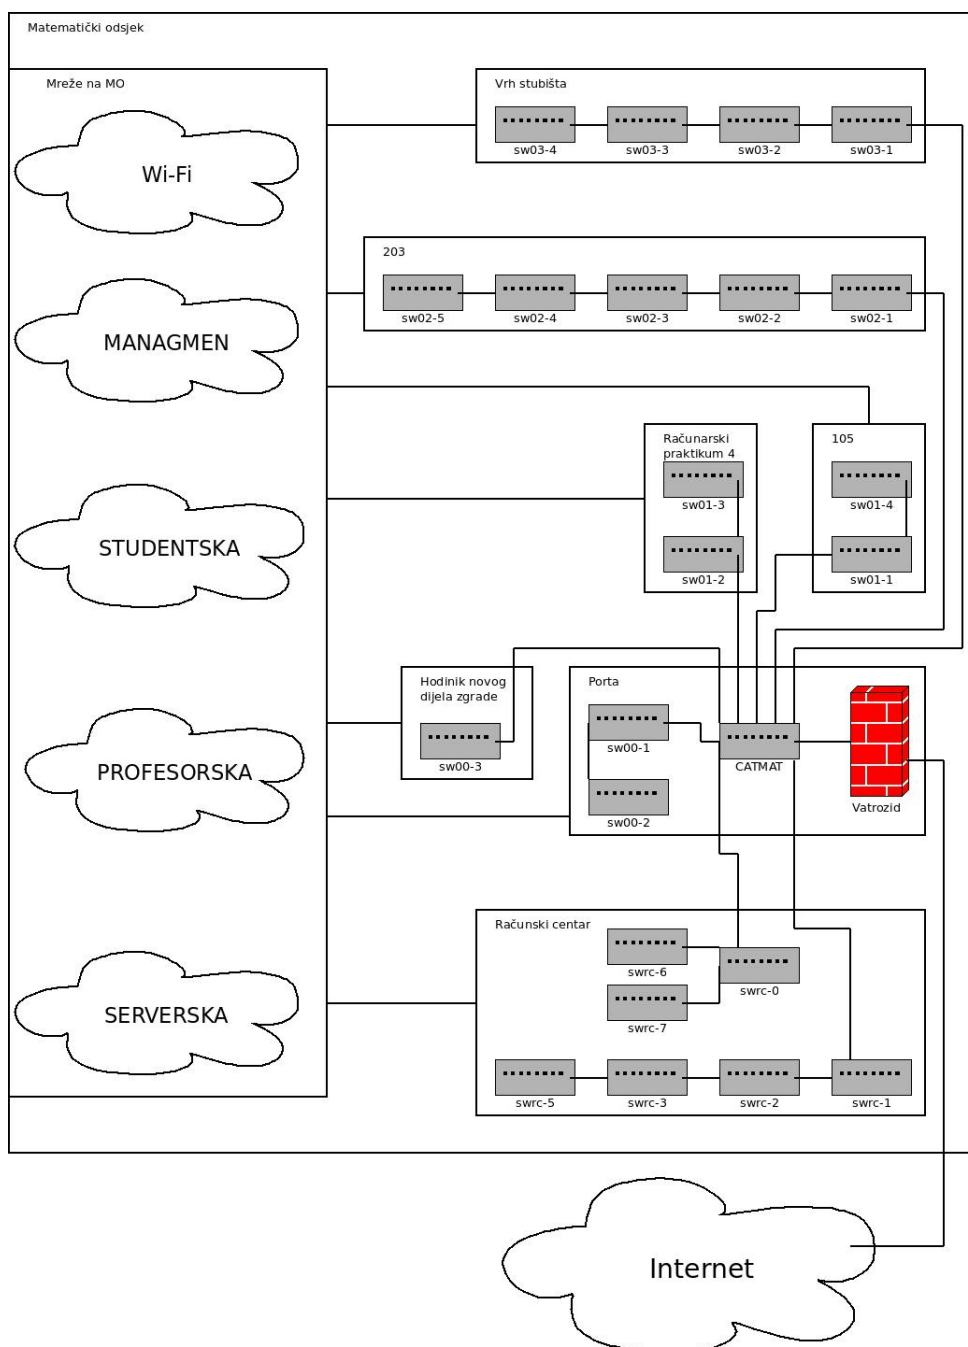 Matematički odsjek
Mreže na MO
Wi-Fi
MANAGMEN
STUDENTSKA
PROFESORSKA
SERVERSKA
Vrh stubišta
sw03-4
sw03-3
sw03-2
sw03-1
203
sw02-5
sw02-4
sw02-3
sw02-2
sw02-1
Računarski
praktikum 4
sw01-3
sw01-2
105
sw01-4
sw01-1
Hodinik novog
dijela zgrade
sw00-3
Porta
sw00-1
sw00-2
CATMAT
Vatrozid
Računski centar
swrc-6
swrc-7
swrc-0
swrc-5
swrc-3
swrc-2
swrc-1
Internet